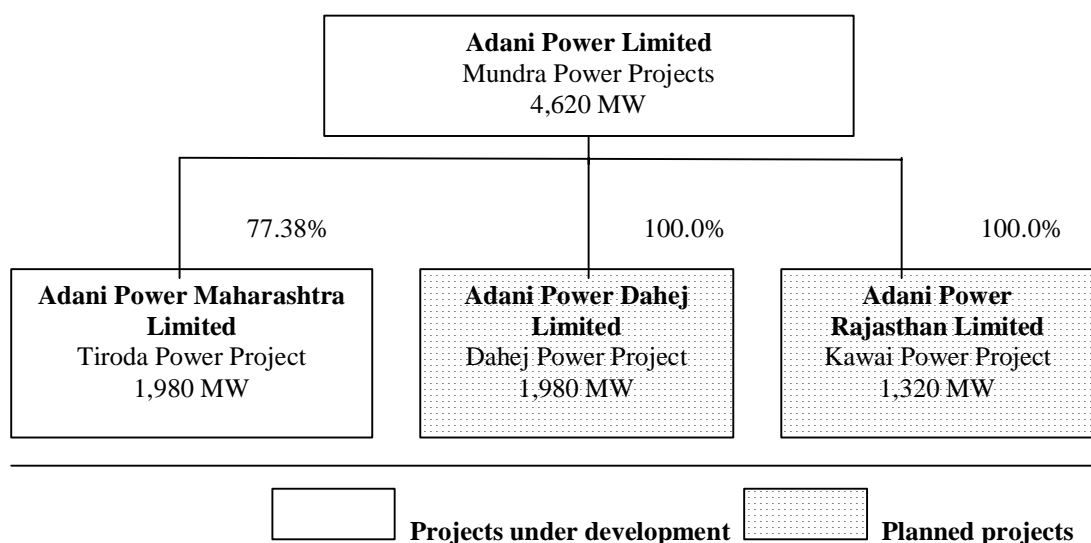 Adani Power Limited
Mundra Power Projects
4,620 MW
77.38%
100.0%
100.0%
Adani Power Maharashtra
Limited
Tiroda Power Project
1,980 MW
Adani Power Dahej
Limited
Dahej Power Project
1,980 MW
Adani Power
Rajasthan Limited
Kawai Power Project
1,320 MW
Projects under development
Planned projects